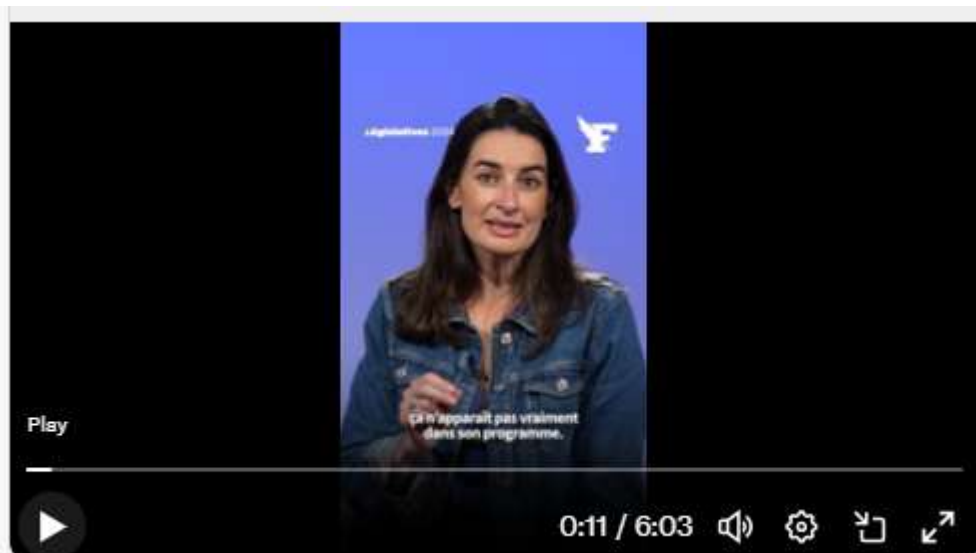 Législatives 2024
F
ça n'apparaît pas vraiment
dans son programme.
Play
0:11 / 6:03